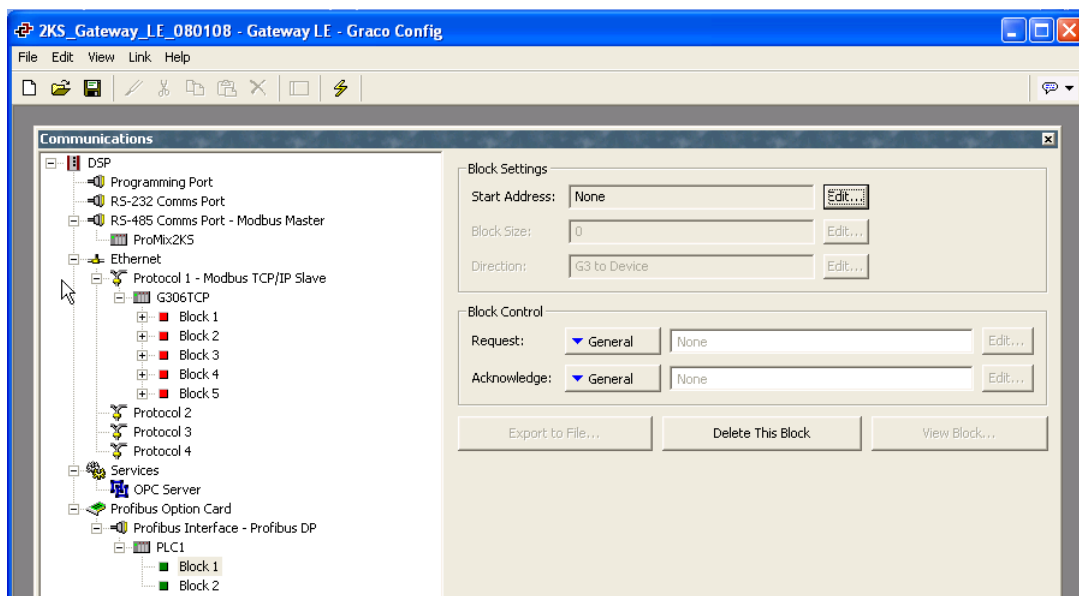 2KS_Gateway_LE_080108 - Gateway LE - Graco Config
File Edit View Link Help
Communications
DSP
Programming Port
RS-232 Comms Port
RS-485 Comms Port - Modbus Master
ProMix2KS
Ethernet
Protocol 1 - Modbus TCP/IP Slave
G306TCP
Block 1
Block 2
Block 3
Block 4
Block 5
Protocol 2
Protocol 3
Protocol 4
Services
OPC Server
Profibus Option Card
Profibus Interface - Profibus DP
PLC1
Block 1
Block 2
Block Settings
Start Address: None Edit...
Block Size: 0 Edit...
Direction: G3 to Device Edit...
Block Control
Request: General None Edit...
Acknowledge: General None Edit...
Export to File... Delete This Block View Block...